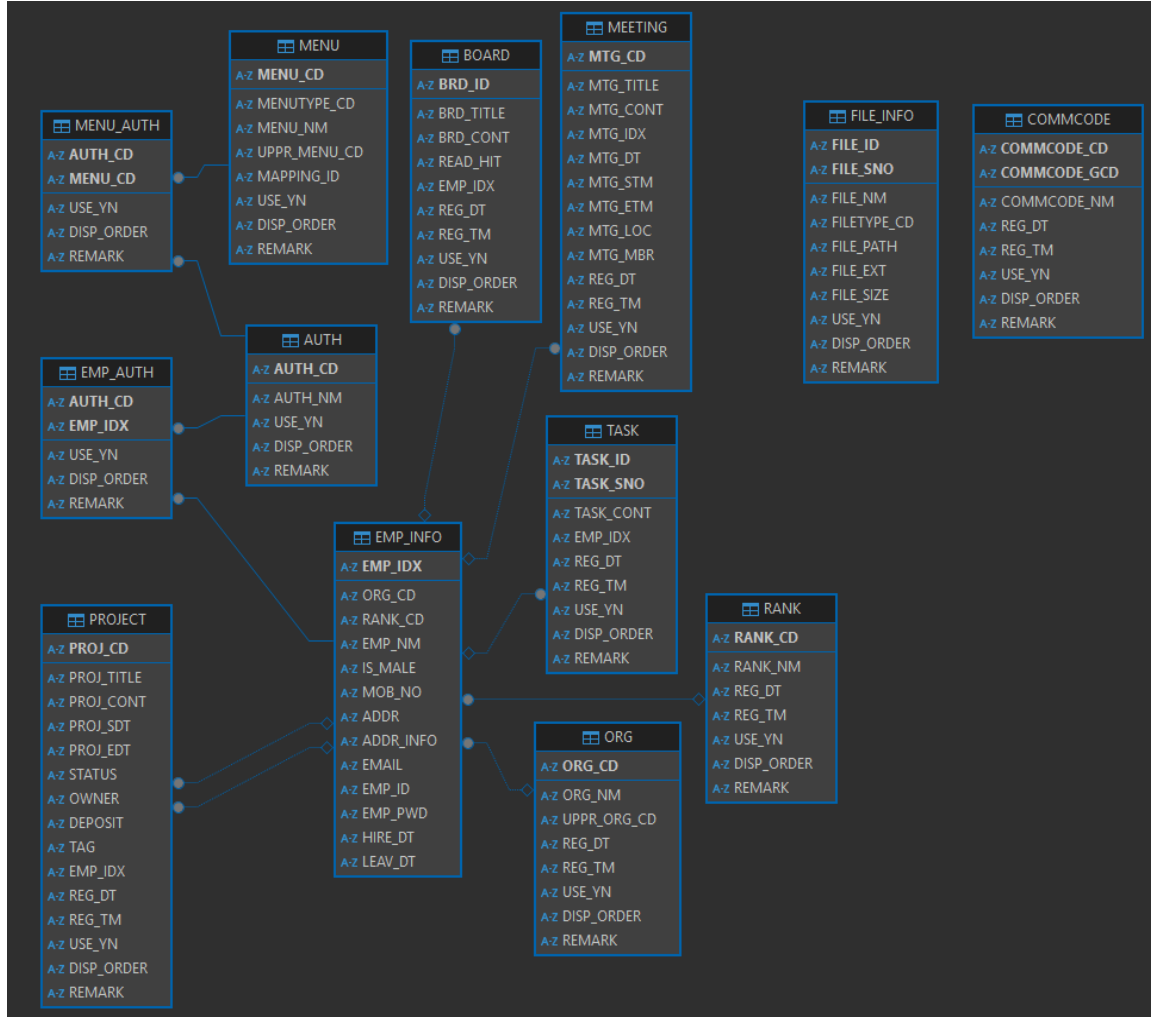 MENU_AUTH
AUTH_CD
MENU_CD
USE_YN
DISP_ORDER
REMARK
MENU
MENU_CD
MENUTYPE_CD
MENU_NM
UPPR_MENU_CD
MAPPING_ID
USE_YN
DISP_ORDER
REMARK
BOARD
BRD_ID
BRD_TITLE
BRD_CONT
READ_HIT
EMP_IDX
REG_DT
REG_TM
USE_YN
DISP_ORDER
REMARK
MEETING
MTG_CD
MTG_TITLE
MTG_CONT
MTG_IDX
MTG_DT
MTG_STM
MTG_ETM
MTG_LOC
MTG_MBR
REG_DT
REG_TM
USE_YN
DISP_ORDER
REMARK
FILE_INFO
FILE_ID
FILE_SNO
FILE_NM
FILETYPE_CD
FILE_PATH
FILE_EXT
FILE_SIZE
USE_YN
DISP_ORDER
REMARK
COMMCODE
COMMCODE_CD
COMMCODE_GCD
COMMCODE_NM
REG_DT
REG_TM
USE_YN
DISP_ORDER
REMARK
AUTH
AUTH_CD
AUTH_NM
USE_YN
DISP_ORDER
REMARK
EMP_AUTH
AUTH_CD
EMP_IDX
USE_YN
DISP_ORDER
REMARK
TASK
TASK_ID
TASK_SNO
TASK_CONT
EMP_IDX
REG_DT
REG_TM
USE_YN
DISP_ORDER
REMARK
EMP_INFO
EMP_IDX
ORG_CD
RANK_CD
EMP_NM
IS_MALE
MOB_NO
ADDR
ADDR_INFO
EMAIL
EMP_ID
EMP_PWD
HIRE_DT
LEAV_DT
RANK
RANK_CD
RANK_NM
REG_DT
REG_TM
USE_YN
DISP_ORDER
REMARK
PROJECT
PROJ_CD
PROJ_TITLE
PROJ_CONT
PROJ_SDT
PROJ_EDT
STATUS
OWNER
DEPOSIT
TAG
EMP_IDX
REG_DT
REG_TM
USE_YN
DISP_ORDER
REMARK
ORG
ORG_CD
ORG_NM
UPPR_ORG_CD
REG_DT
REG_TM
USE_YN
DISP_ORDER
REMARK